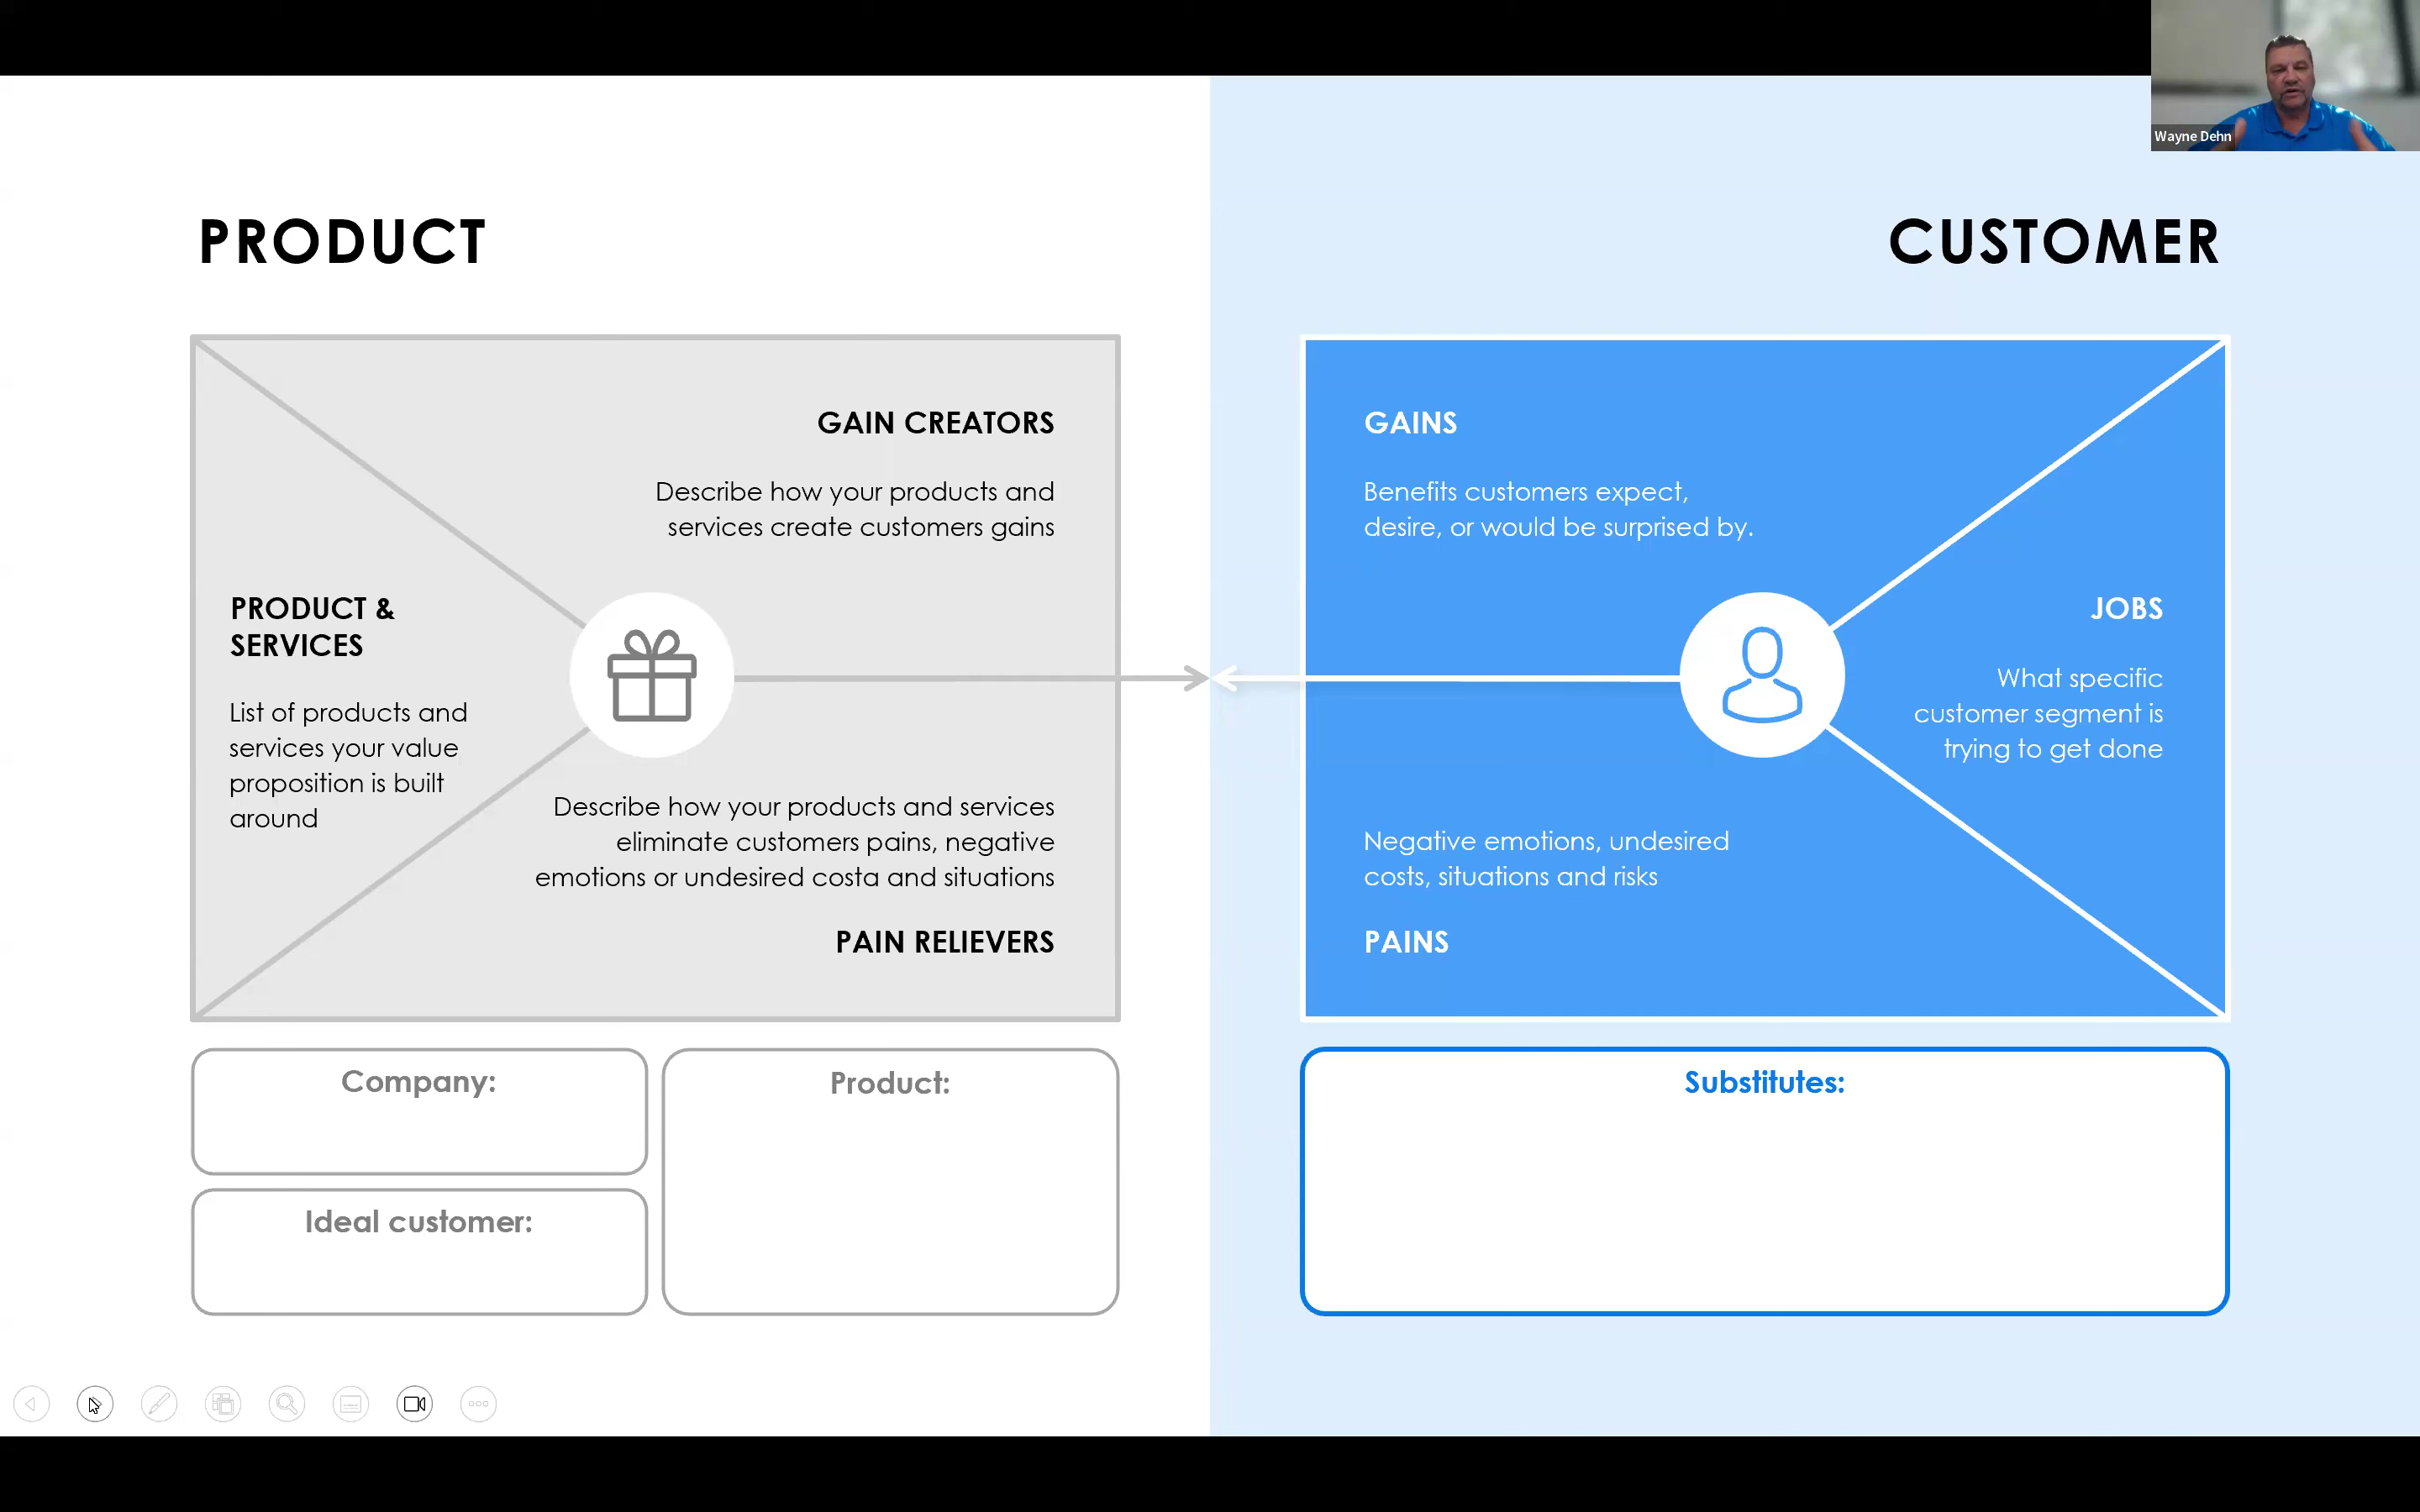 Wayne Dehn
PRODUCT
GAIN CREATORS
Describe how your products and
services create customers gains
PRODUCT &
SERVICES
List of products and
services your value
proposition is built
around
Describe how your products and services
eliminate customers pains, negative
emotions or undesired costa and situations
PAIN RELIEVERS
Company:
Product:
Ideal customer:
CUSTOMER
GAINS
Benefits customers expect,
desire, or would be surprised by.
JOBS
What specific
customer segment is
trying to get done
Negative emotions, undesired
costs, situations and risks
PAINS
Substitutes: